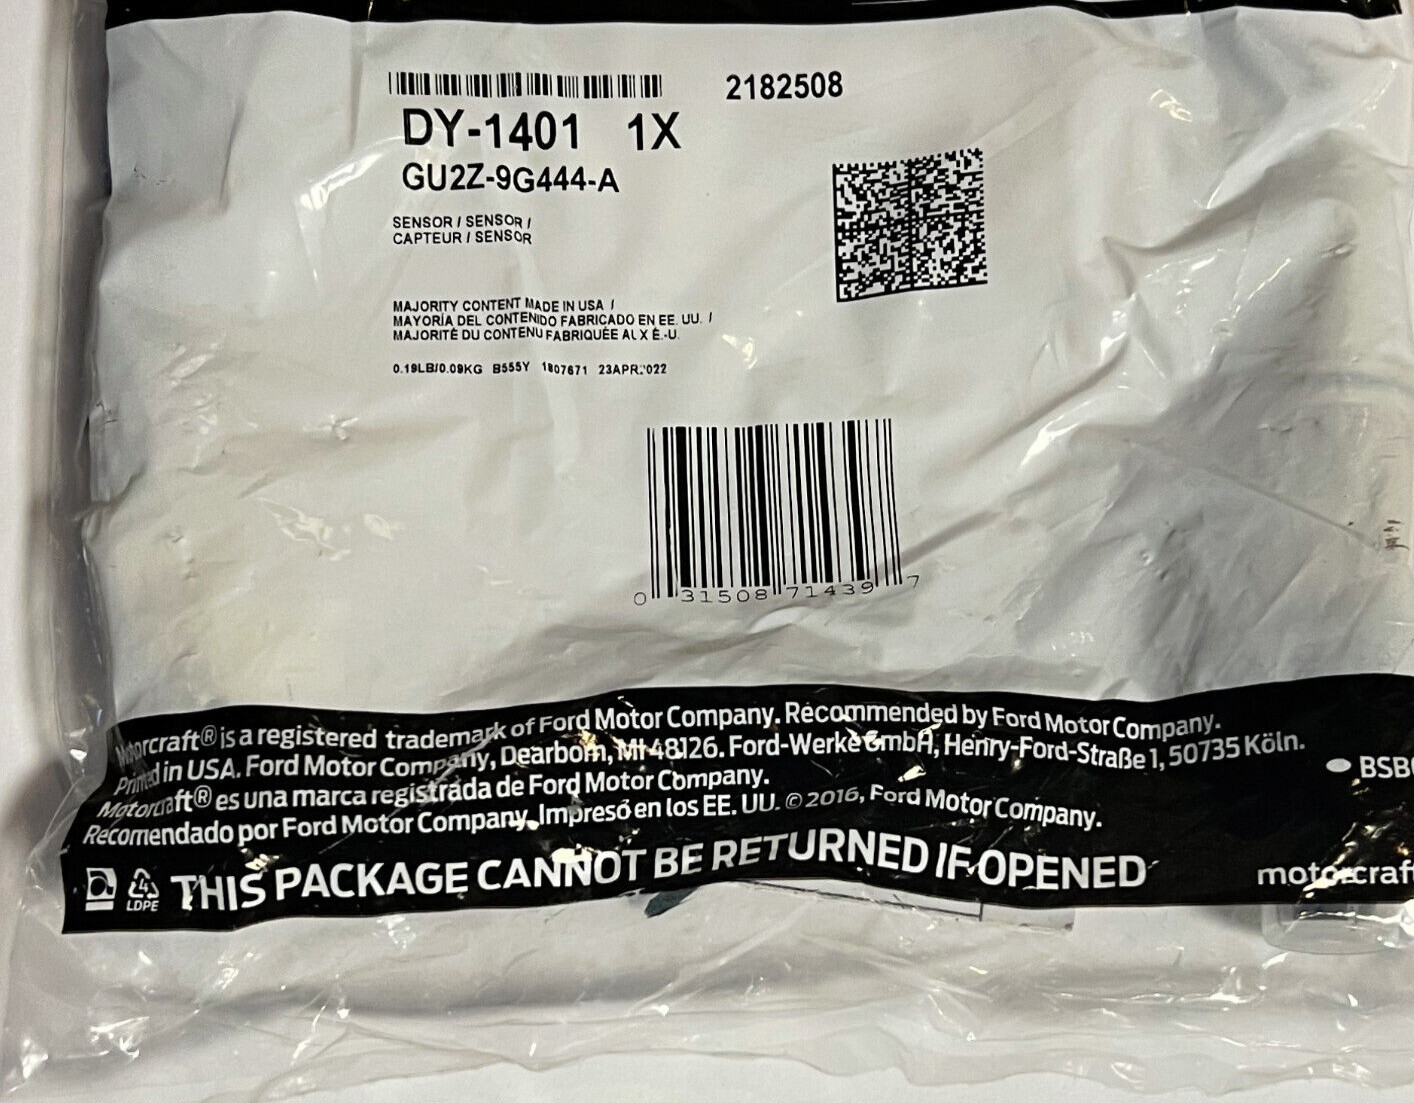 2182508
DY-1401 1X
GU2Z-9G444-A
SENSOR / SENSOR /
CAPTEUR / SENSOR
MAJORITY CONTENT MADE IN USA /
MAYORÍA DEL CONTENIDO FABRICADO EN EE. UU. /
MAJORITÉ DU CONTENU FABRIQUÉE AUX É.-U.
0.19LB/0.09KG B555Y 1807671 23APR2022
0 31508 71439 7
Motorcraft® is a registered trademark of Ford Motor Company. Recommended by Ford Motor Company.
Printed in USA. Ford Motor Company, Dearborn, MI 48126. Ford-Werke GmbH, Henry-Ford-Straße 1, 50735 Köln.
Motorcraft® es una marca registrada de Ford Motor Company.
Recomendado por Ford Motor Company. Impreso en los EE. UU. © 2016, Ford Motor Company.
BSB
4
LDPE
THIS PACKAGE CANNOT BE RETURNED IF OPENED
motorcraf